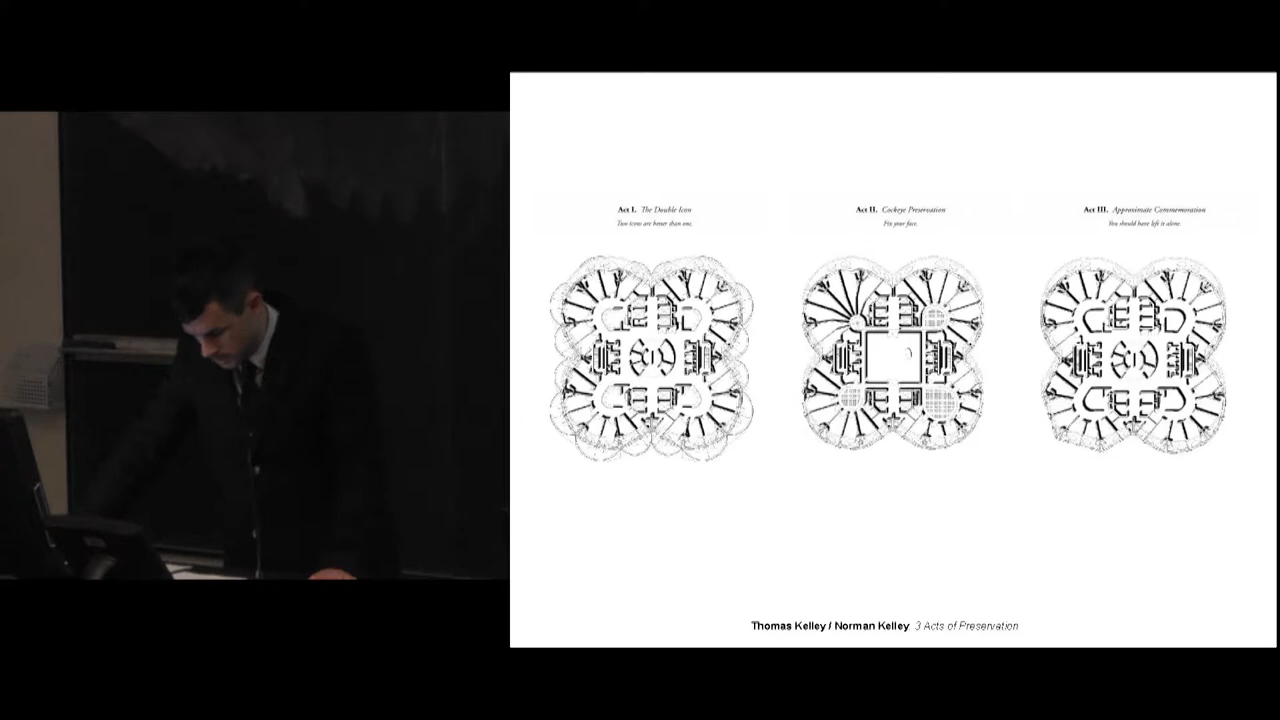 Act I. The Double Icon
Two icons are better than one.
Act II. Cockeye Preservation
Fix your face.
Act III. Approximate Commemoration
You should have left it alone.
Thomas Kelley / Norman Kelley 3 Acts of Preservation